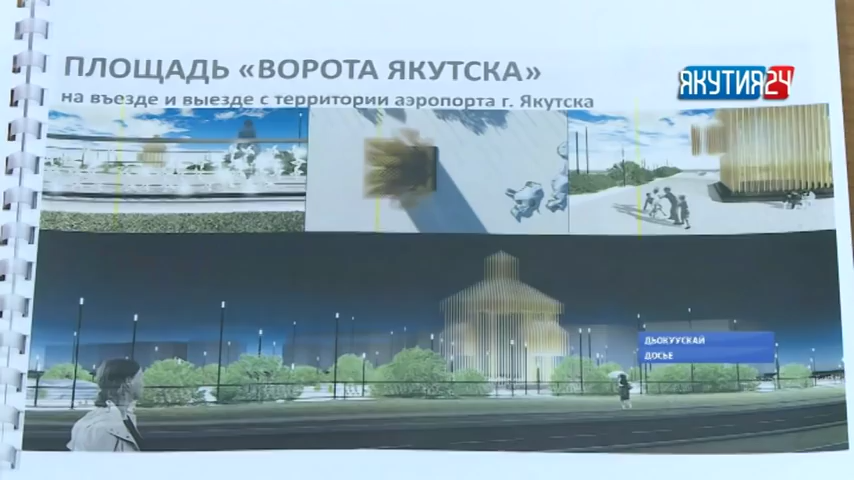 ПЛОЩАДЬ «ВОРОТА ЯКУТСКА»
ЯКУТИЯ24
на въезде и выезде с территории аэропорта г. Якутска
ДЬОКУУСКАЙ
ДОСЬЕ